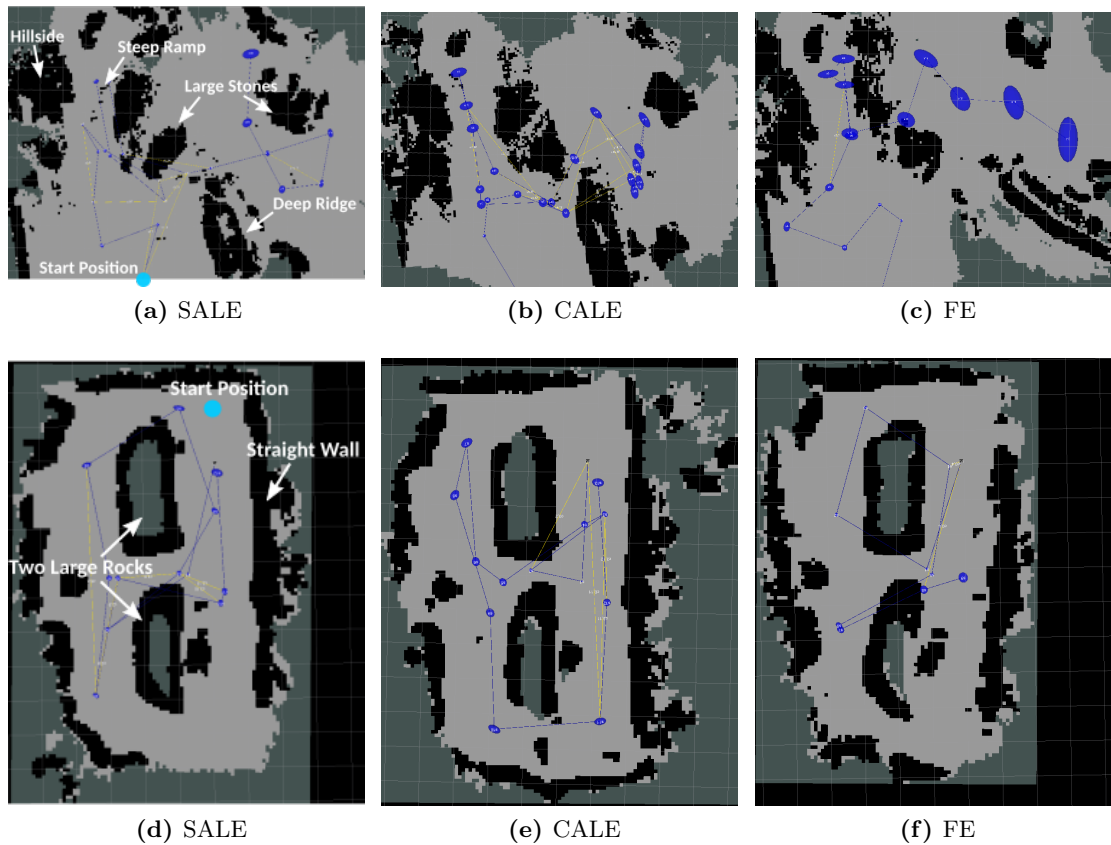 Hillside
Steep Ramp
Large Stones
Deep Ridge
Start Position
(a) SALE
(b) CALE
(c) FE
Start Position
Straight Wall
Two Large Rocks
(d) SALE
(e) CALE
(f) FE